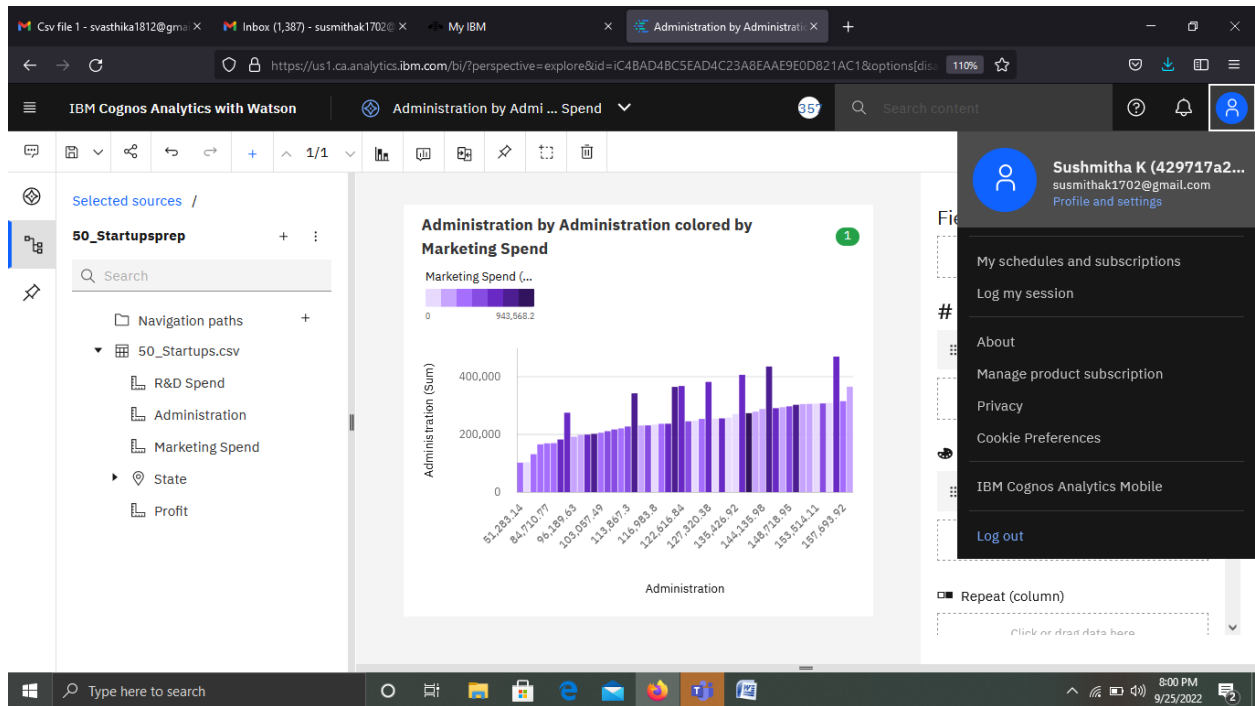 Csv file 1 - svasthika1812@gmai
Inbox (1,387) - susmithak1702@
My IBM
Administration by Administratio
https://us1.ca.analytics.ibm.com/bi/?perspective=explore&id=iC4BAD4BC5EAD4C23A8EAAE9E0D821AC1&options[disa
110%
IBM Cognos Analytics with Watson
Administration by Admi ... Spend
357
Search content
1/1
Sushmitha K (429717a2...
susmithak1702@gmail.com
Profile and settings
Selected sources /
50_Startupsprep
Search
Navigation paths
50_Startups.csv
R&D Spend
Administration
Marketing Spend
State
Profit
Administration by Administration colored by
Marketing Spend
1
Marketing Spend (...
0 943,568.2
Administration (Sum)
400,000
200,000
0
51,283.14 84,710.77 96,189.63 103,057.49 113,867.3 116,983.8 122,616.84 127,320.38 135,426.92 144,135.98 148,718.95 153,514.11 157,693.92
Administration
Fie
#
My schedules and subscriptions
Log my session
About
Manage product subscription
Privacy
Cookie Preferences
IBM Cognos Analytics Mobile
Log out
Repeat (column)
Click or drag data here
Type here to search
8:00 PM
9/25/2022
2